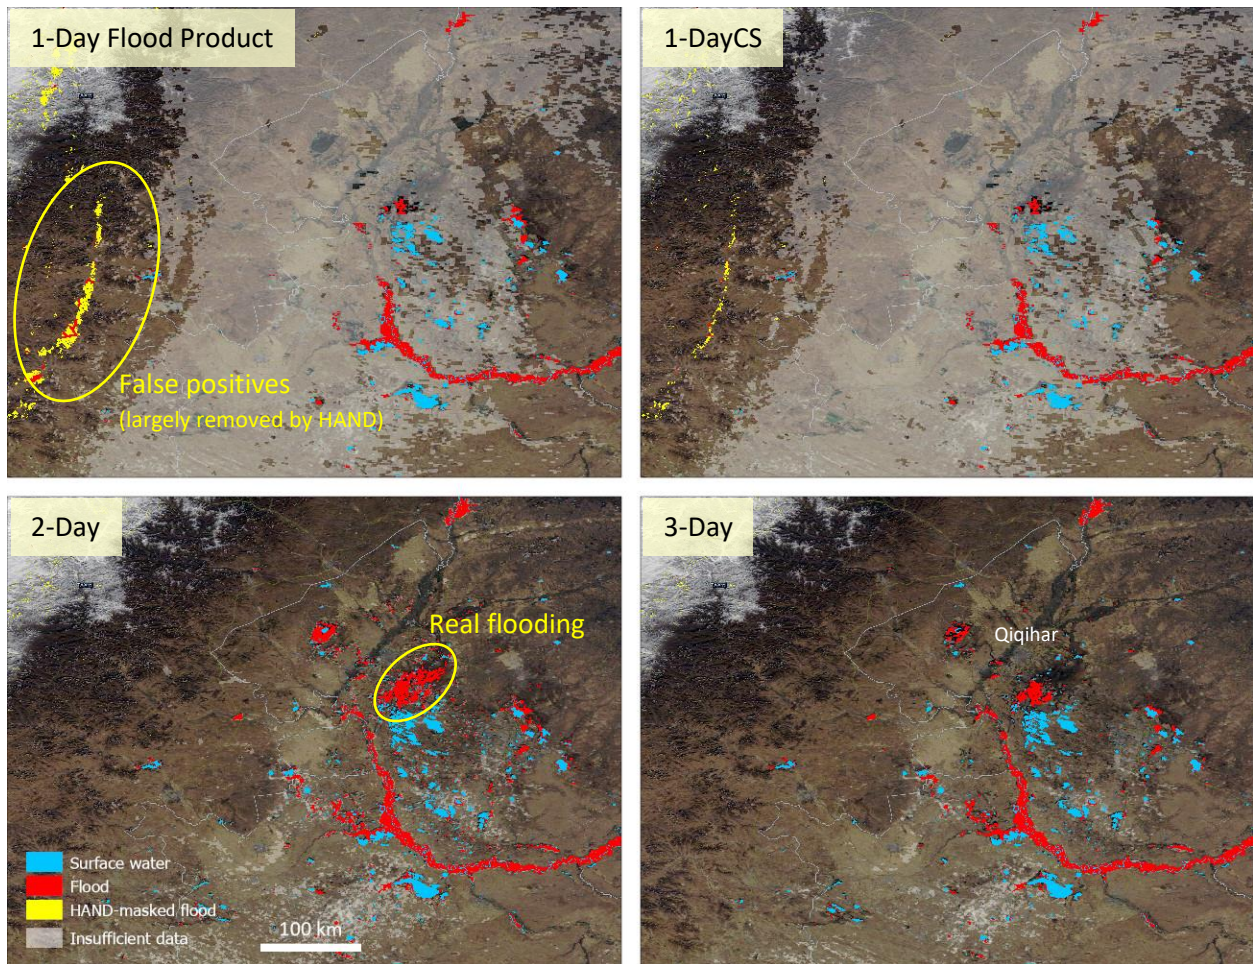 1-Day Flood Product
1-DayCS
False positives
(largely removed by HAND)
2-Day
3-Day
Real flooding
Qiqihar
Surface water
Flood
HAND-masked flood
Insufficient data
100 km